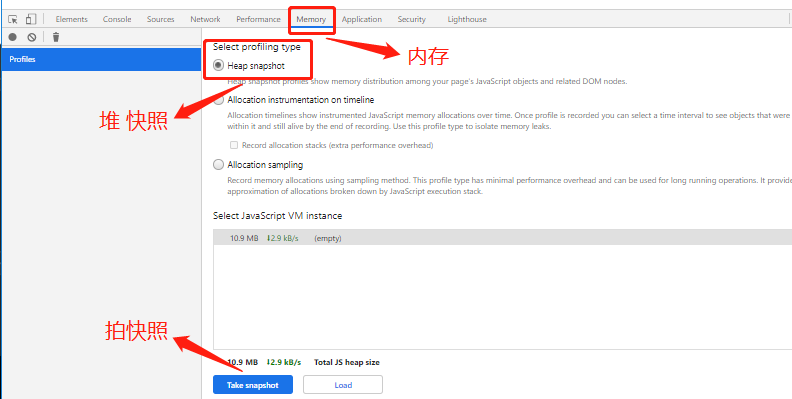 Elements Console Sources Network Performance Memory Application Security Lighthouse
Profiles
Select profiling type
内存
Heap snapshot
Heap snapshot profiles show memory distribution among your page's JavaScript objects and related DOM nodes.
堆 快照
Allocation instrumentation on timeline
Allocation timelines show instrumented JavaScript memory allocations over time. Once profile is recorded you can select a time interval to see objects that were
within it and still alive by the end of recording. Use this profile type to isolate memory leaks.
Record allocation stacks (extra performance overhead)
Allocation sampling
Record memory allocations using sampling method. This profile type has minimal performance overhead and can be used for long running operations. It provide
approximation of allocations broken down by JavaScript execution stack.
Select JavaScript VM instance
10.9 MB ↓2.9 kB/s (empty)
拍快照
10.9 MB ↓2.9 kB/s Total JS heap size
Take snapshot Load